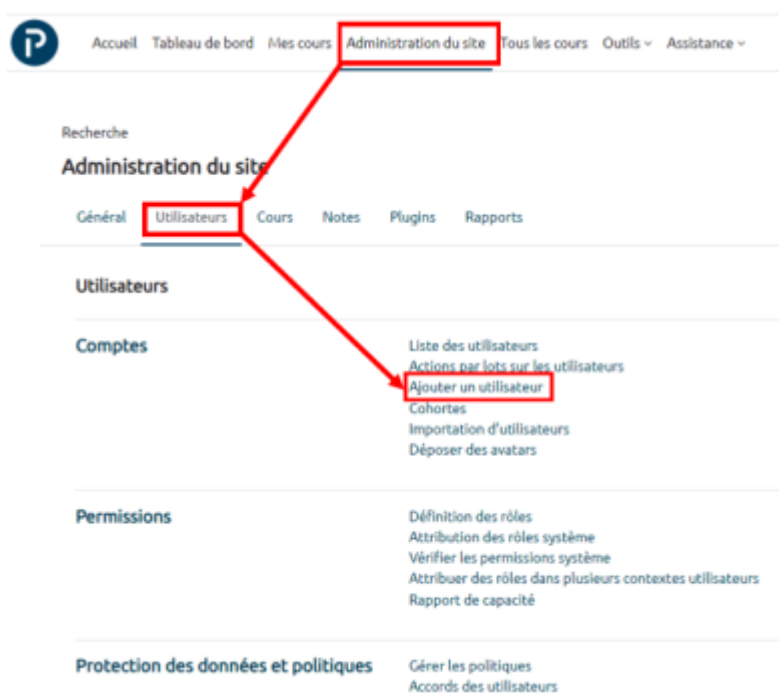 Accueil Tableau de bord Mes cours Administration du site Tous les cours Outils Assistance
Recherche
Administration du site
Général Utilisateurs Cours Notes Plugins Rapports
Utilisateurs
Comptes
Liste des utilisateurs
Actions par lots sur les utilisateurs
Ajouter un utilisateur
Cohortes
Importation d'utilisateurs
Déposer des avatars
Permissions
Définition des rôles
Attribution des rôles système
Vérifier les permissions système
Attribuer des rôles dans plusieurs contextes utilisateurs
Rapport de capacité
Protection des données et politiques
Gérer les politiques
Accords des utilisateurs